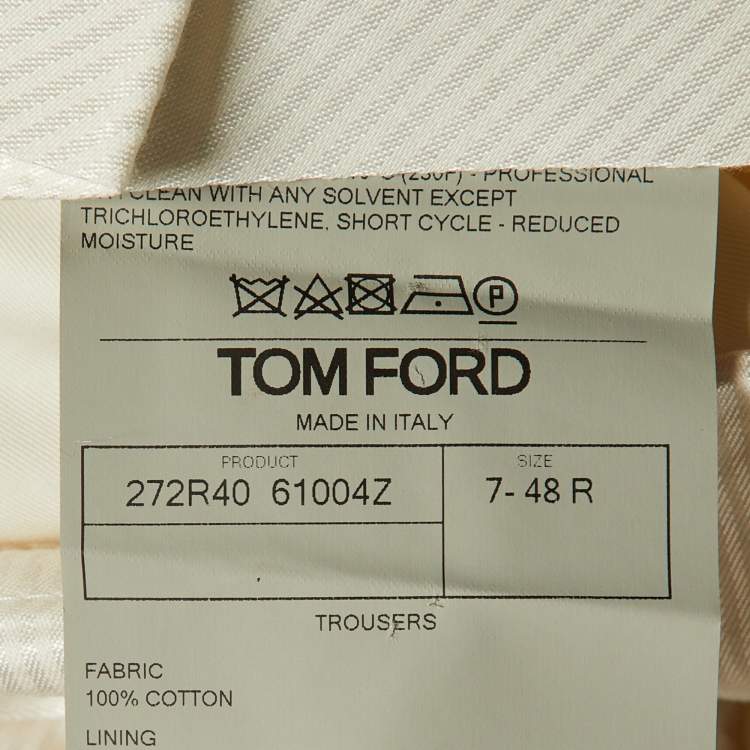 (230F) - PROFESSIONAL
CLEAN WITH ANY SOLVENT EXCEPT
TRICHLOROETHYLENE, SHORT CYCLE - REDUCED
MOISTURE
P
TOM FORD
MADE IN ITALY
PRODUCT
272R40 61004Z
SIZE
7- 48 R
TROUSERS
FABRIC
100% COTTON
LINING